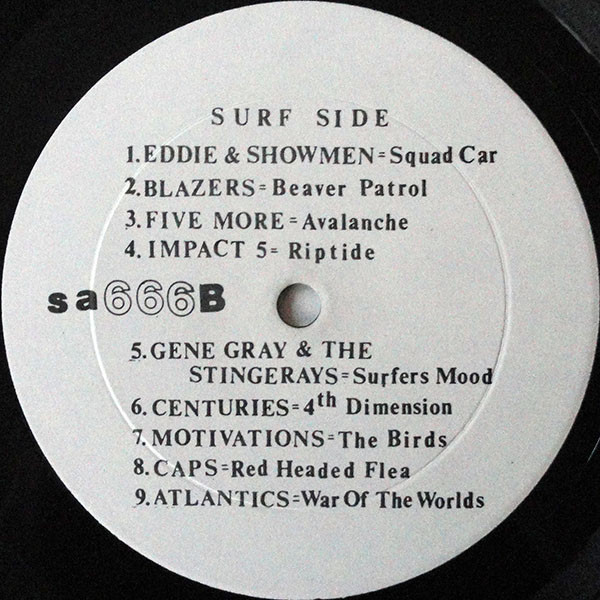 SURF SIDE
1.EDDIE & SHOWMEN=Squad Car
2.BLAZERS=Beaver Patrol
3.FIVE MORE=Avalanche
4.IMPACT 5=Riptide
sa666B
5.GENE GRAY & THE
STINGERAYS=Surfers Mood
6.CENTURIES=4th Dimension
7.MOTIVATIONS=The Birds
8.CAPS=Red Headed Flea
9.ATLANTICS=War Of The Worlds